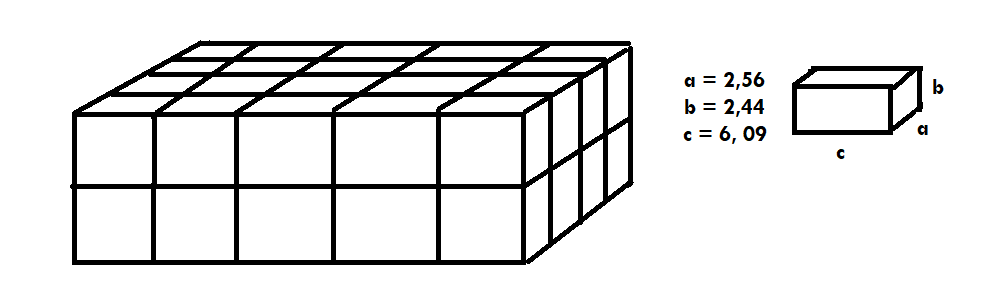 a = 2,56
b = 2,44
c = 6, 09
b
a
c